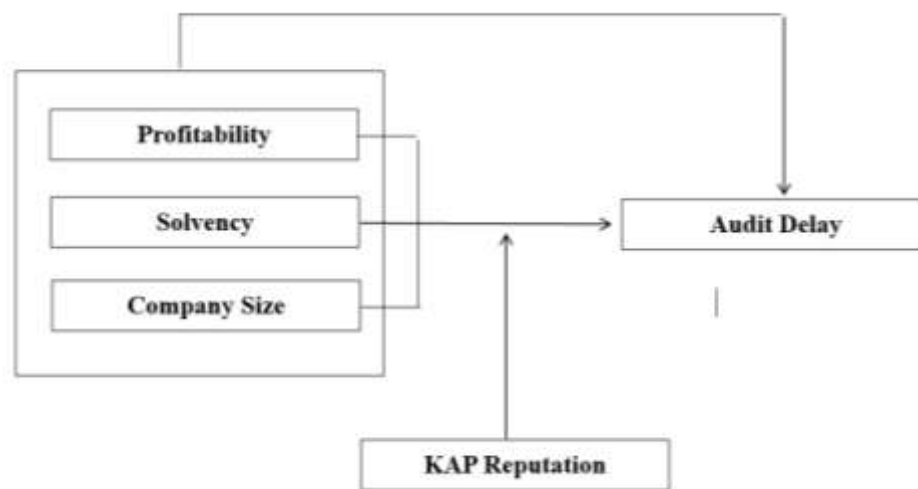 Profitability
Solvency
Audit Delay
Company Size
KAP Reputation